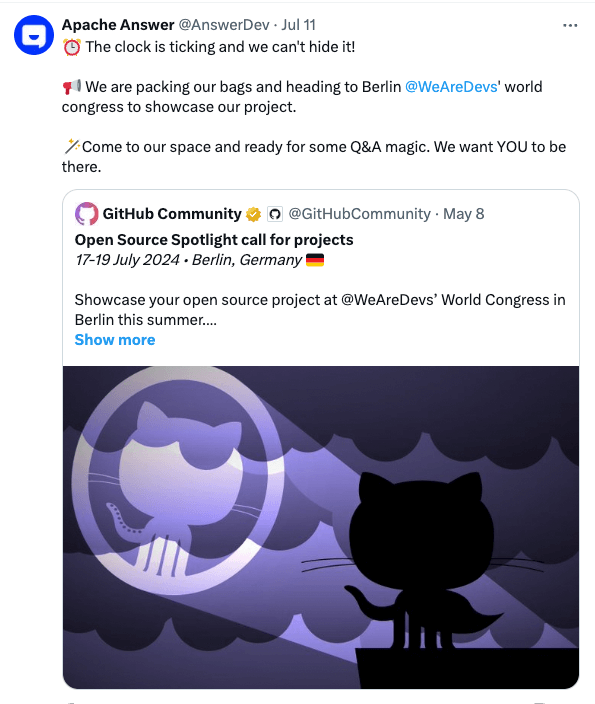 Apache Answer @AnswerDev · Jul 11
⏰ The clock is ticking and we can't hide it!
📢 We are packing our bags and heading to Berlin @WeAreDevs' world
congress to showcase our project.
🪄Come to our space and ready for some Q&A magic. We want YOU to be
there.
GitHub Community @GitHubCommunity · May 8
Open Source Spotlight call for projects
17-19 July 2024 • Berlin, Germany 🇩🇪
Showcase your open source project at @WeAreDevs’ World Congress in
Berlin this summer....
Show more